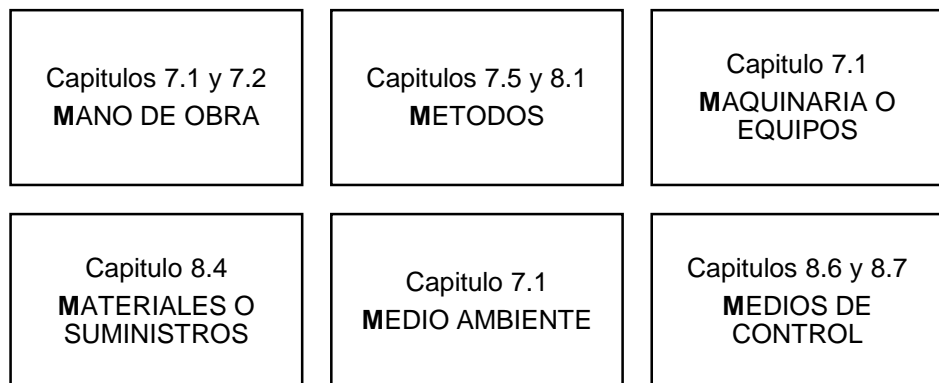 Capitulos 7.1 y 7.2
MANO DE OBRA
Capitulos 7.5 y 8.1
METODOS
Capitulo 7.1
MAQUINARIA O
EQUIPOS
Capitulo 8.4
MATERIALES O
SUMINISTROS
Capitulo 7.1
MEDIO AMBIENTE
Capitulos 8.6 y 8.7
MEDIOS DE
CONTROL